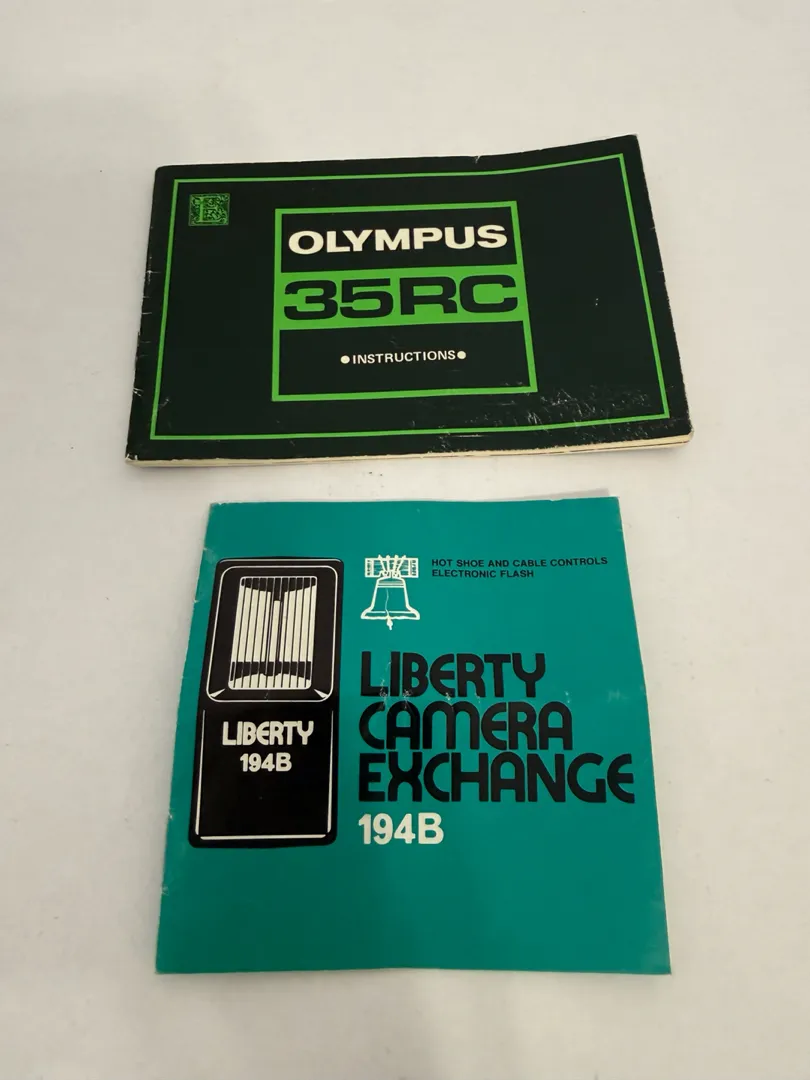 E
OLYMPUS
35RC
●INSTRUCTIONS●
HOT SHOE AND CABLE CONTROLS
ELECTRONIC FLASH
LIBERTY
194B
LIBERTY
CAMERA
EXCHANGE
194B